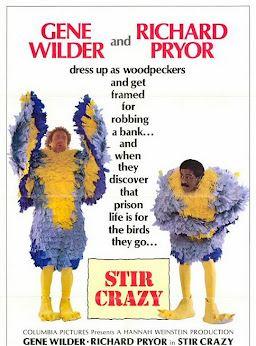 GENE WILDER and RICHARD PRYOR
dress up as woodpeckers
and get
framed
for
robbing
a bank...
and
when
they
discover
that
prison
life is for
the birds
they go...
STIR
CRAZY
COLUMBIA PICTURES Presents A HANNAH WEINSTEIN PRODUCTION
GENE WILDER • RICHARD PRYOR in STIR CRAZY